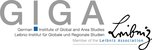 GIGA
German Institute of Global and Area Studies
Leibniz-Institut für Globale und Regionale Studien
Member of the Leibniz Association
Leibniz